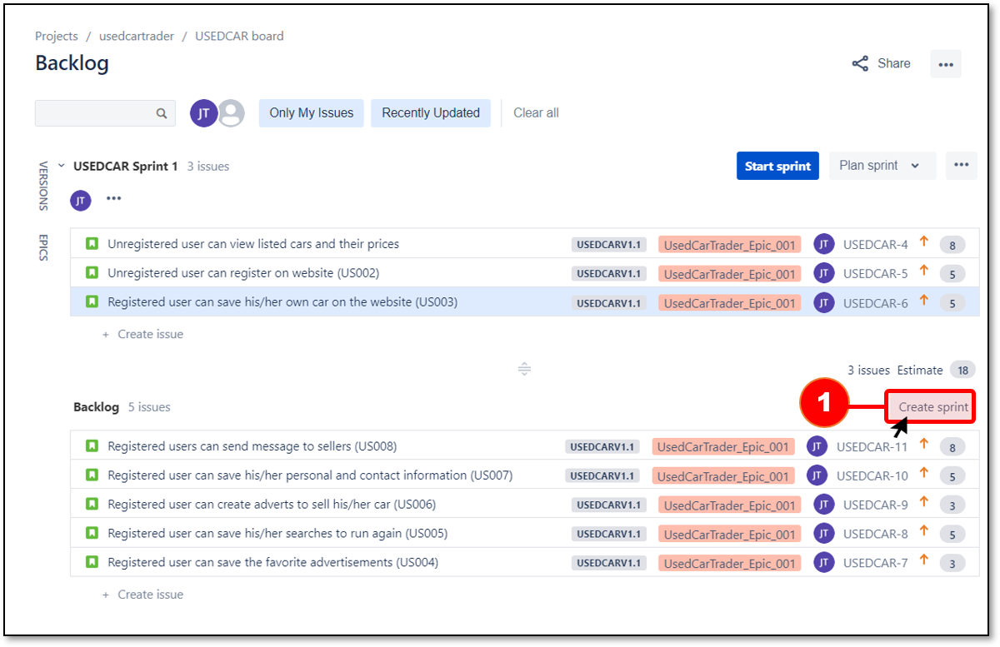 Projects / usedcartrader / USEDCAR board
Backlog
Share
JT Only My Issues Recently Updated Clear all
VERSIONS
EPICS
USEDCAR Sprint 1 3 issues Start sprint Plan sprint
JT
Unregistered user can view listed cars and their prices USEDCARV1.1 UsedCarTrader_Epic_001 JT USEDCAR-4 8
Unregistered user can register on website (US002) USEDCARV1.1 UsedCarTrader_Epic_001 JT USEDCAR-5 5
Registered user can save his/her own car on the website (US003) USEDCARV1.1 UsedCarTrader_Epic_001 JT USEDCAR-6 5
+ Create issue
3 issues Estimate 18
Backlog 5 issues 1 Create sprint
Registered users can send message to sellers (US008) USEDCARV1.1 UsedCarTrader_Epic_001 JT USEDCAR-11 8
Registered user can save his/her personal and contact information (US007) USEDCARV1.1 UsedCarTrader_Epic_001 JT USEDCAR-10 5
Registered user can create adverts to sell his/her car (US006) USEDCARV1.1 UsedCarTrader_Epic_001 JT USEDCAR-9 3
Registered user can save his/her searches to run again (US005) USEDCARV1.1 UsedCarTrader_Epic_001 JT USEDCAR-8 5
Registered user can save the favorite advertisements (US004) USEDCARV1.1 UsedCarTrader_Epic_001 JT USEDCAR-7 3
+ Create issue